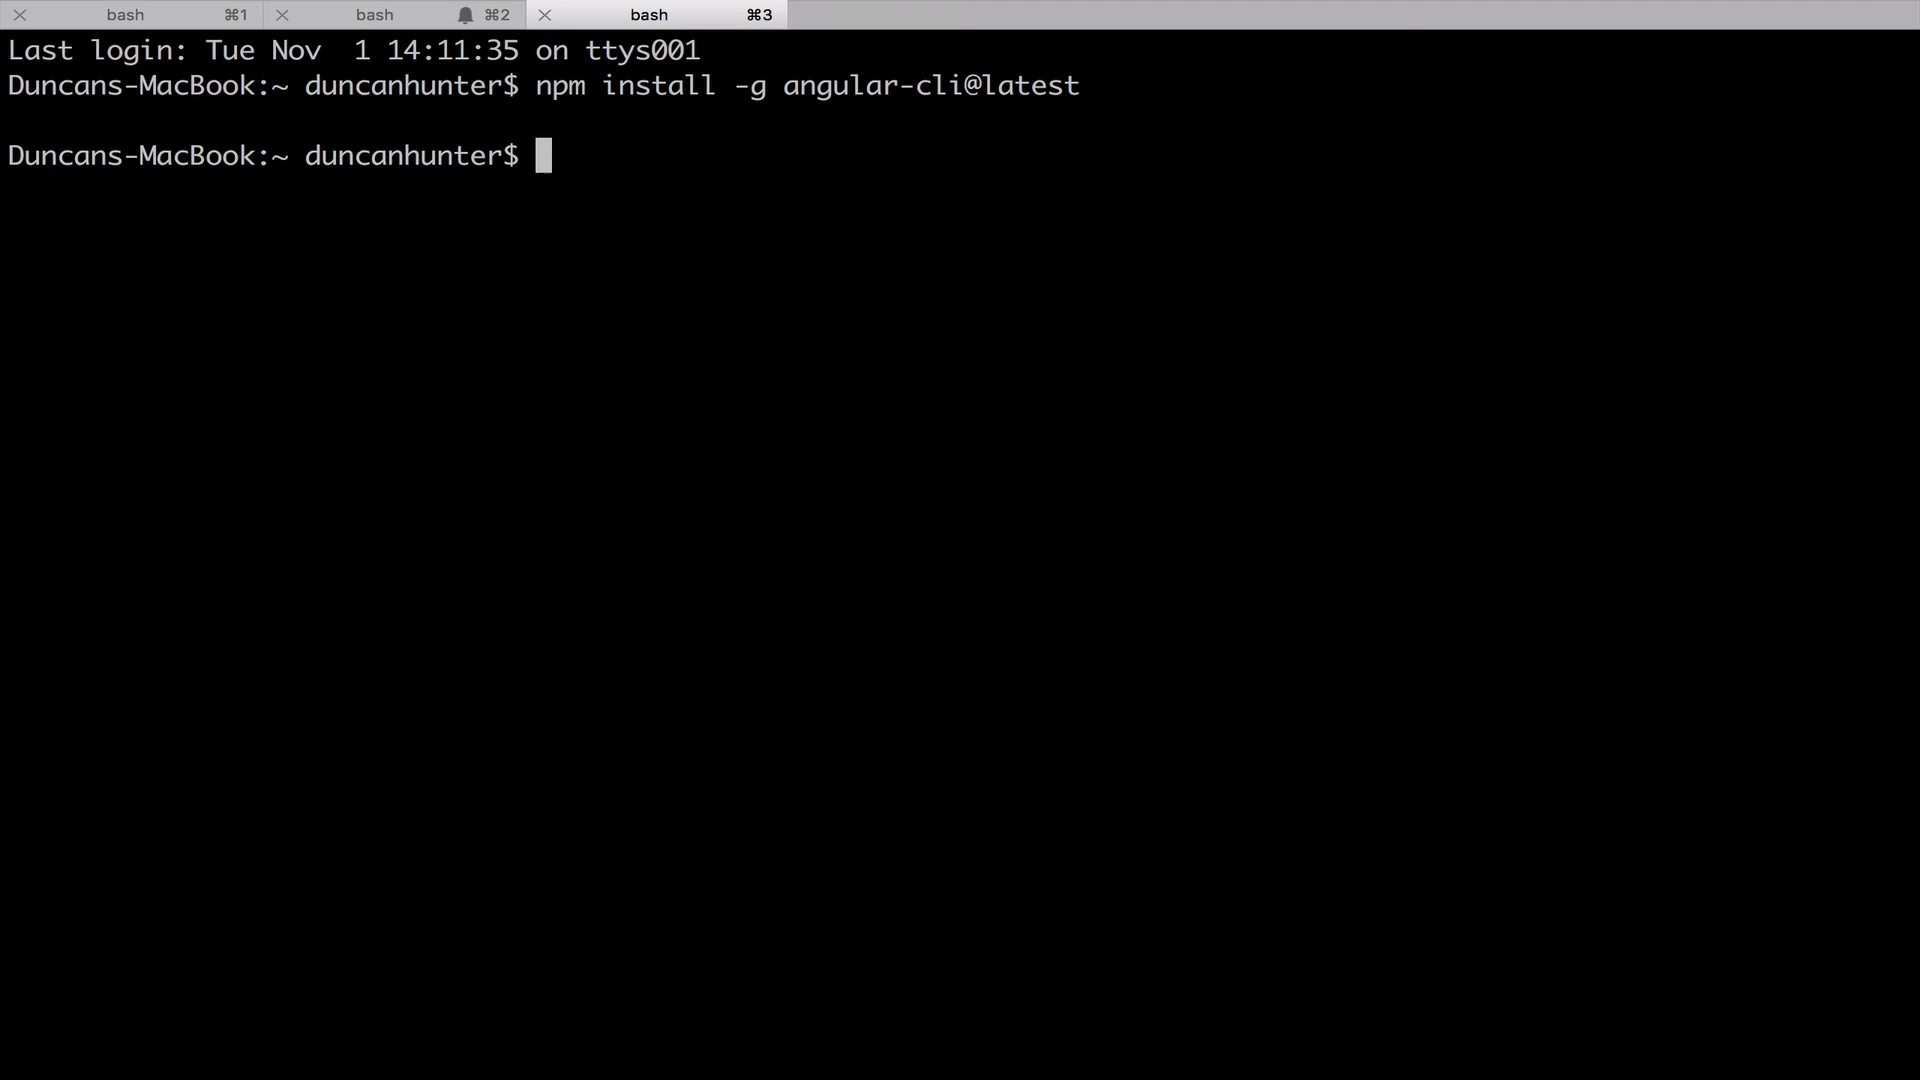 bash ⌘1 bash ⌘2 bash ⌘3
Last login: Tue Nov  1 14:11:35 on ttys001
Duncans-MacBook:~ duncanhunter$ npm install -g angular-cli@latest
Duncans-MacBook:~ duncanhunter$